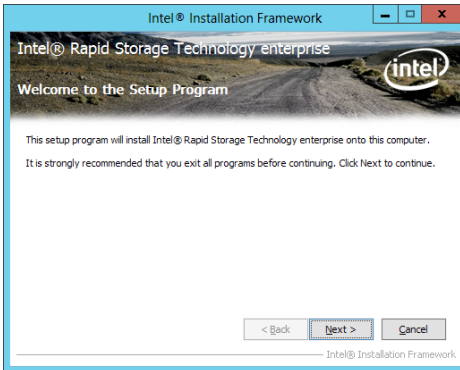 Intel® Installation Framework
Intel® Rapid Storage Technology enterprise
intel
Welcome to the Setup Program
This setup program will install Intel® Rapid Storage Technology enterprise onto this computer.
It is strongly recommended that you exit all programs before continuing. Click Next to continue.
< Back Next > Cancel
Intel® Installation Framework